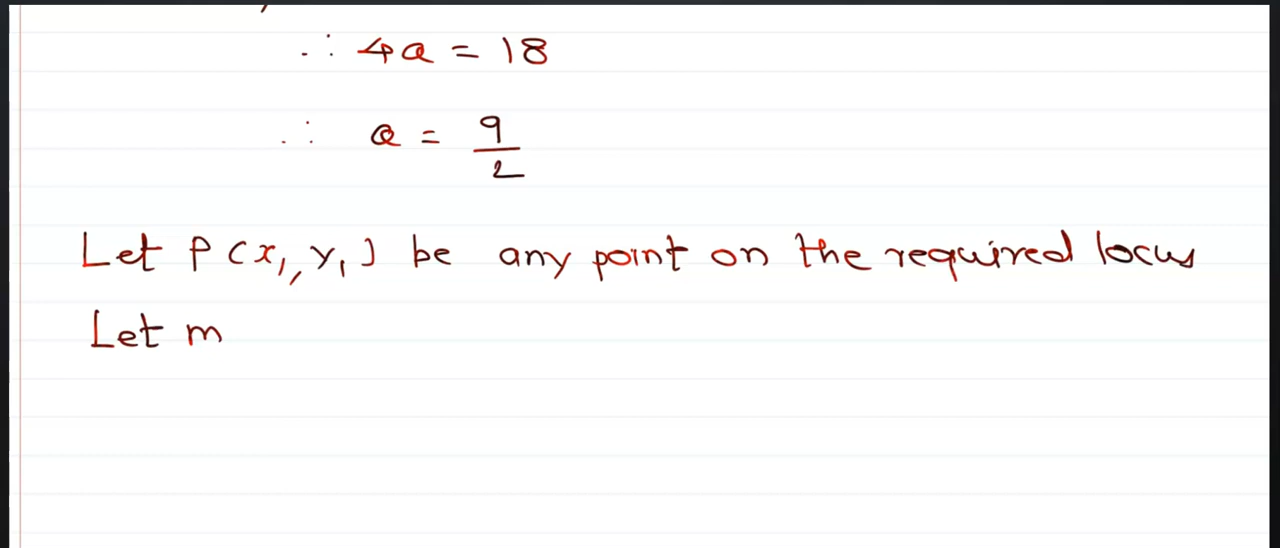 ∴ 4a = 18
∴ a = 9/2
Let P(x₁, y₁) be any point on the required locus
Let m